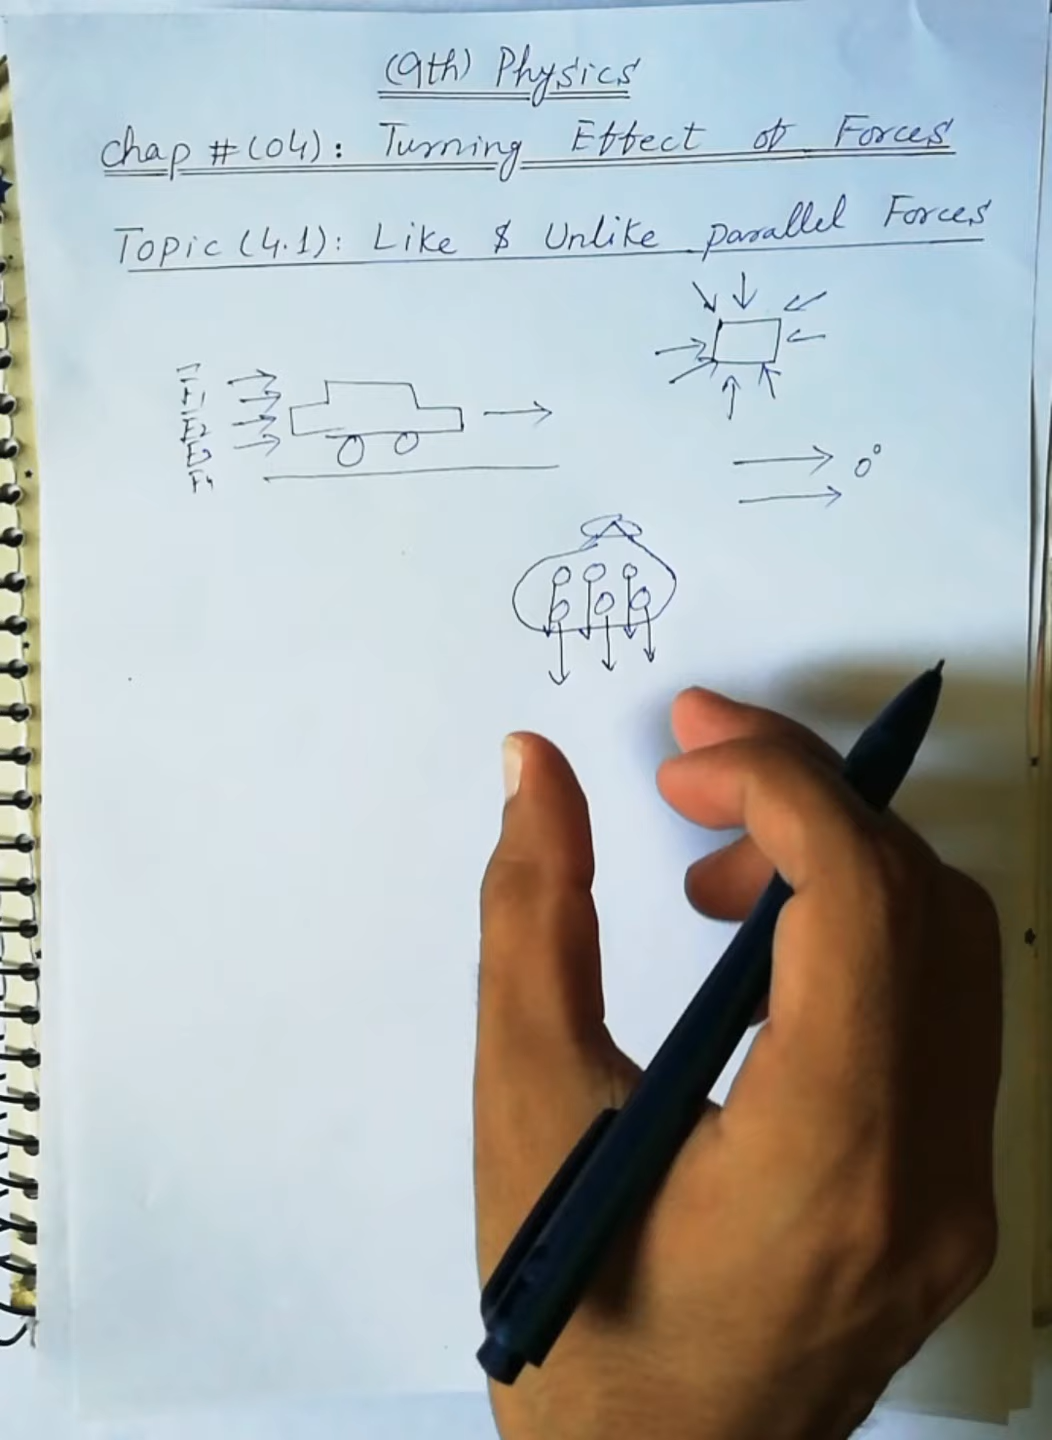 (9th) Physics
Chap # (04): Turning Effect of Forces
Topic (4.1): Like & Unlike parallel Forces
F1
F2
F3
F4
0°